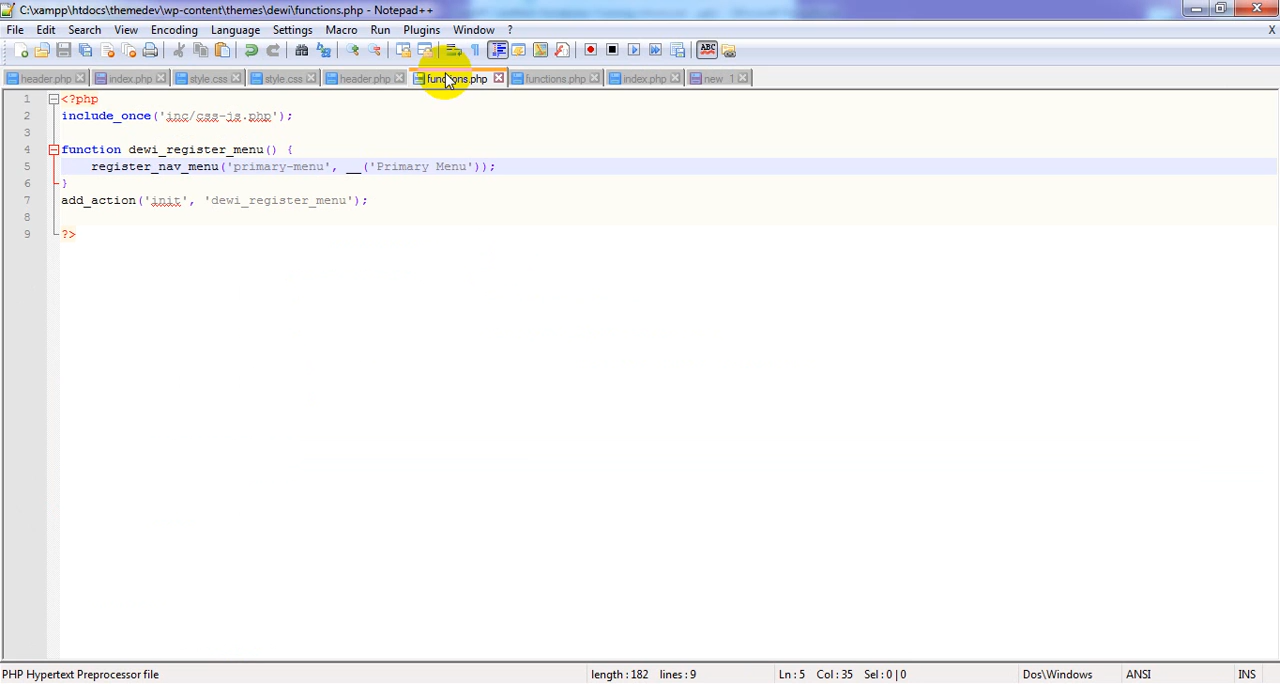 C:\xampp\htdocs\themedev\wp-content\themes\dewi\functions.php - Notepad++
File Edit Search View Encoding Language Settings Macro Run Plugins Window ? X
header.php index.php style.css style.css header.php functions.php functions.php index.php new 1
1 <?php
2 include_once('inc/css-js.php');
3
4 function dewi_register_menu() {
5 register_nav_menu('primary-menu', __('Primary Menu'));
6 }
7 add_action('init', 'dewi_register_menu');
8
9 ?>
PHP Hypertext Preprocessor file length : 182 lines : 9 Ln : 5 Col : 35 Sel : 0 | 0 Dos\Windows ANSI INS